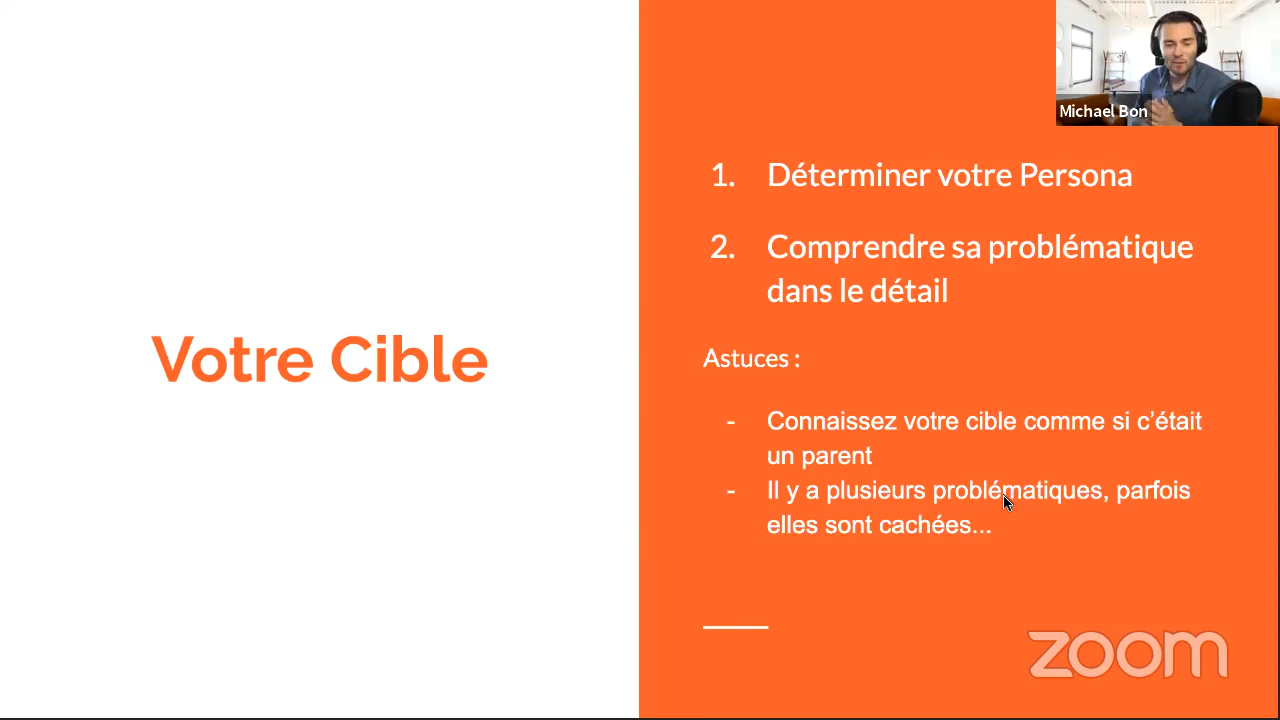 Michael Bon
Votre Cible
1. Déterminer votre Persona
2. Comprendre sa problématique
dans le détail
Astuces :
- Connaissez votre cible comme si c’était
un parent
- Il y a plusieurs problématiques, parfois
elles sont cachées...
zoom